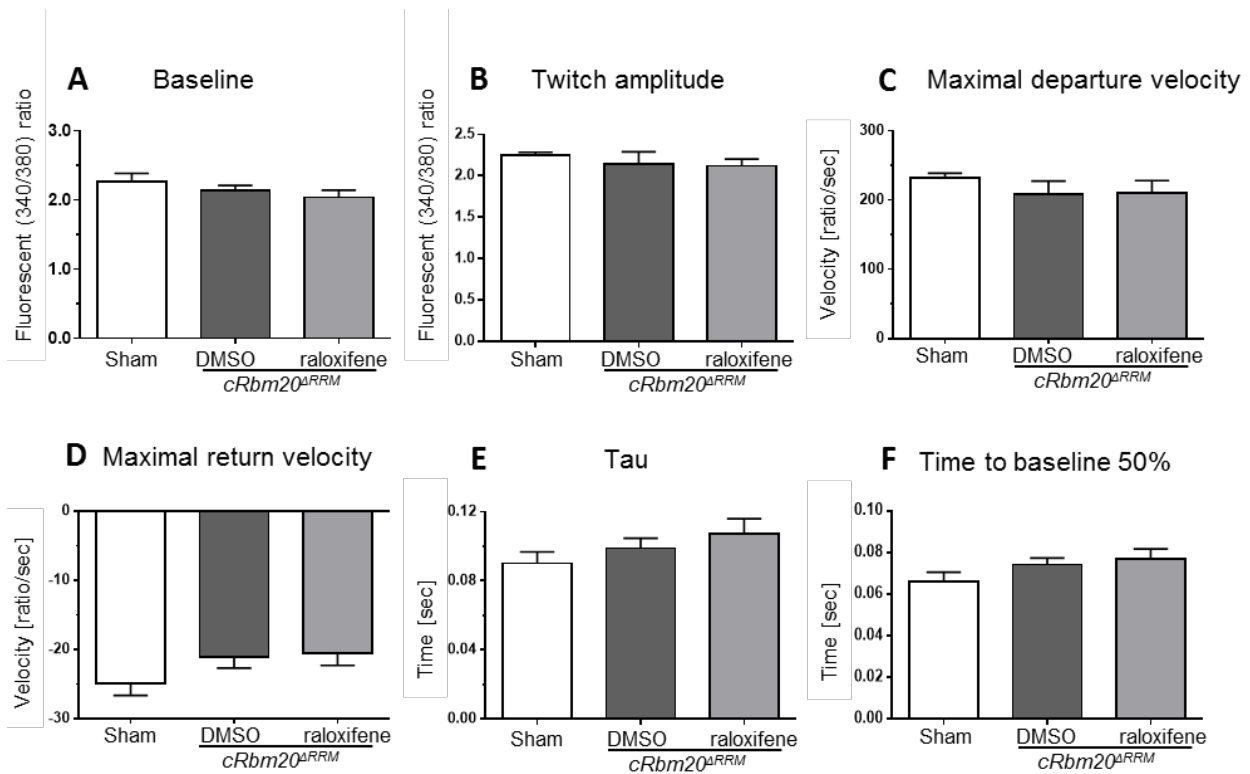 A Baseline
Fluorescent (340/380) ratio
3.0
2.0
1.0
0.0
Sham DMSO raloxifene
cRbm20ΔRRM
B Twitch amplitude
Fluorescent (340/380) ratio
2.5
2.0
1.5
1.0
0.5
0.0
Sham DMSO raloxifene
cRbm20ΔRRM
C Maximal departure velocity
Velocity [ratio/sec]
300
200
100
0
Sham DMSO raloxifene
cRbm20ΔRRM
D Maximal return velocity
Velocity [ratio/sec]
0
-10
-20
-30
Sham DMSO raloxifene
cRbm20ΔRRM
E Tau
Time [sec]
0.12
0.08
0.04
0.00
Sham DMSO raloxifene
cRbm20ΔRRM
F Time to baseline 50%
Time [sec]
0.10
0.08
0.06
0.04
0.02
0.00
Sham DMSO raloxifene
cRbm20ΔRRM